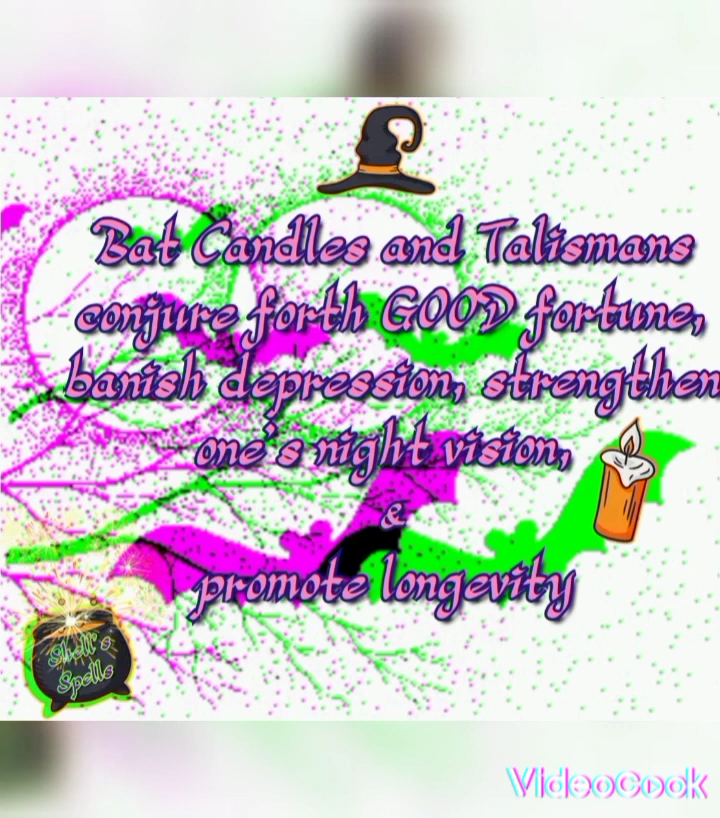 Bat Candles and Talismans
conjure forth GOOD fortune,
banish depression, strengthen
one's night vision,
&
promote longevity
Shell's
Spells
VideoCook